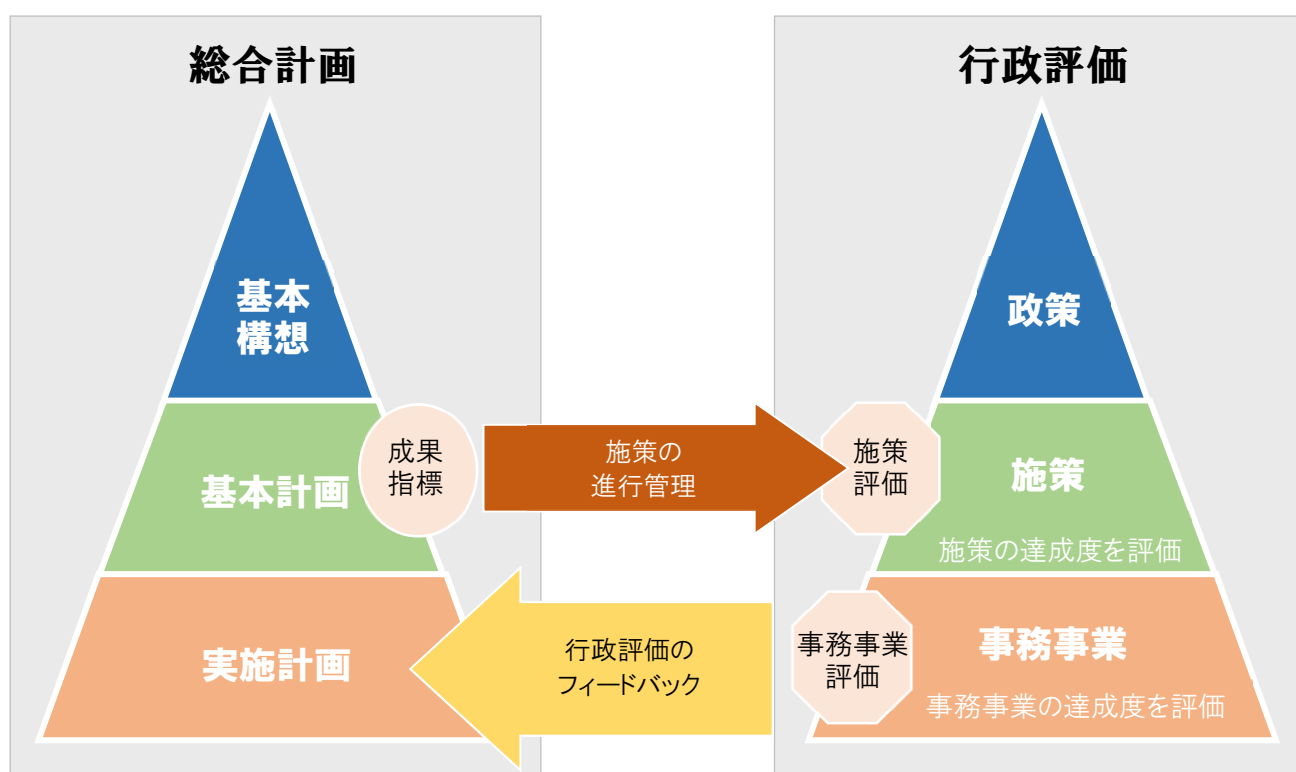 総合計画
基本
構想
基本計画
成果
指標
実施計画
施策の
進行管理
行政評価の
フィードバック
行政評価
政策
施策
評価
施策
施策の達成度を評価
事務事業
評価
事務事業
事務事業の達成度を評価